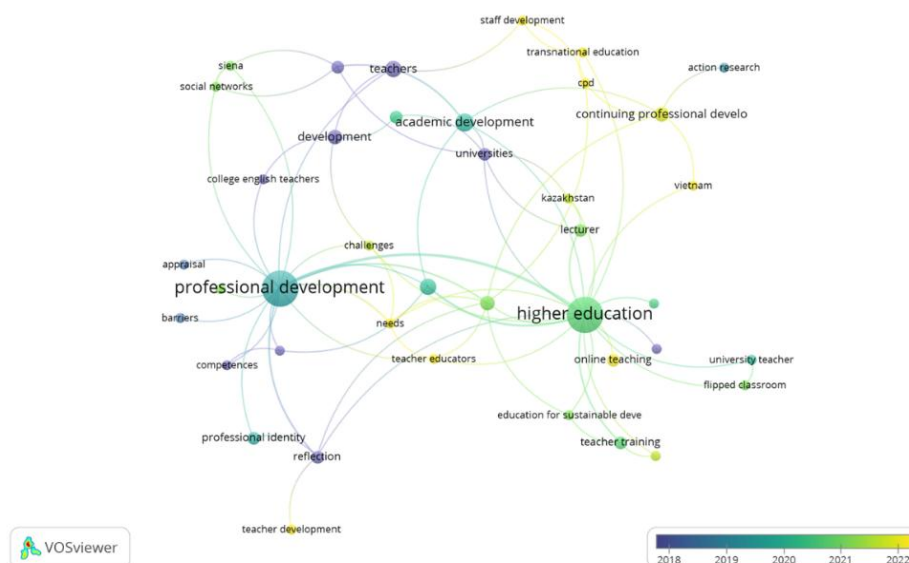 staff development
transnational education
siena
teachers
action research
social networks
cpd
continuing professional develo
academic development
development
universities
college english teachers
vietnam
kazakhstan
lecturer
challenges
appraisal
professional development
higher education
barriers
needs
teacher educators
online teaching
university teacher
competences
flipped classroom
education for sustainable deve
professional identity
teacher training
reflection
teacher development
VOSviewer
2018 2019 2020 2021 2022